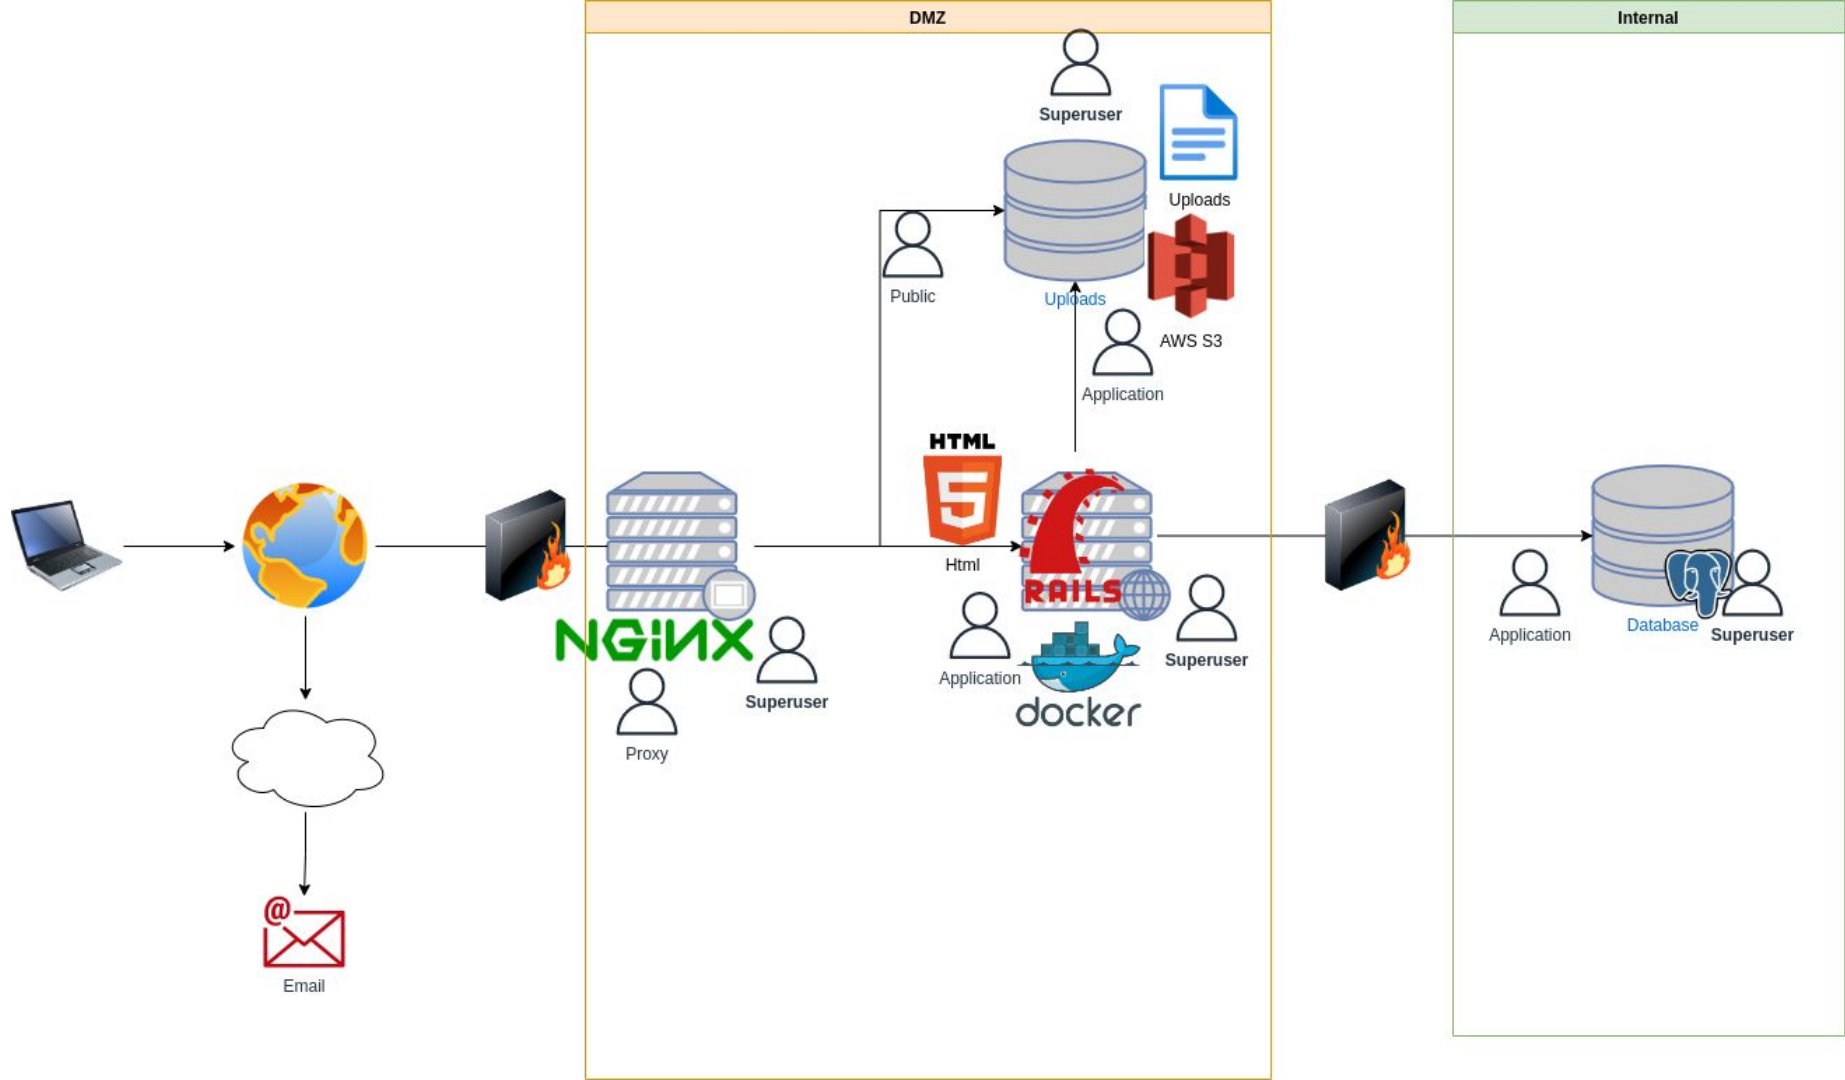 DMZ
Internal
Superuser
Uploads
Public
Uploads
AWS S3
Application
HTML
5
Html
RAILS
NGiNX
Superuser
Proxy
Application
Superuser
docker
Application
Database
Superuser
@
Email